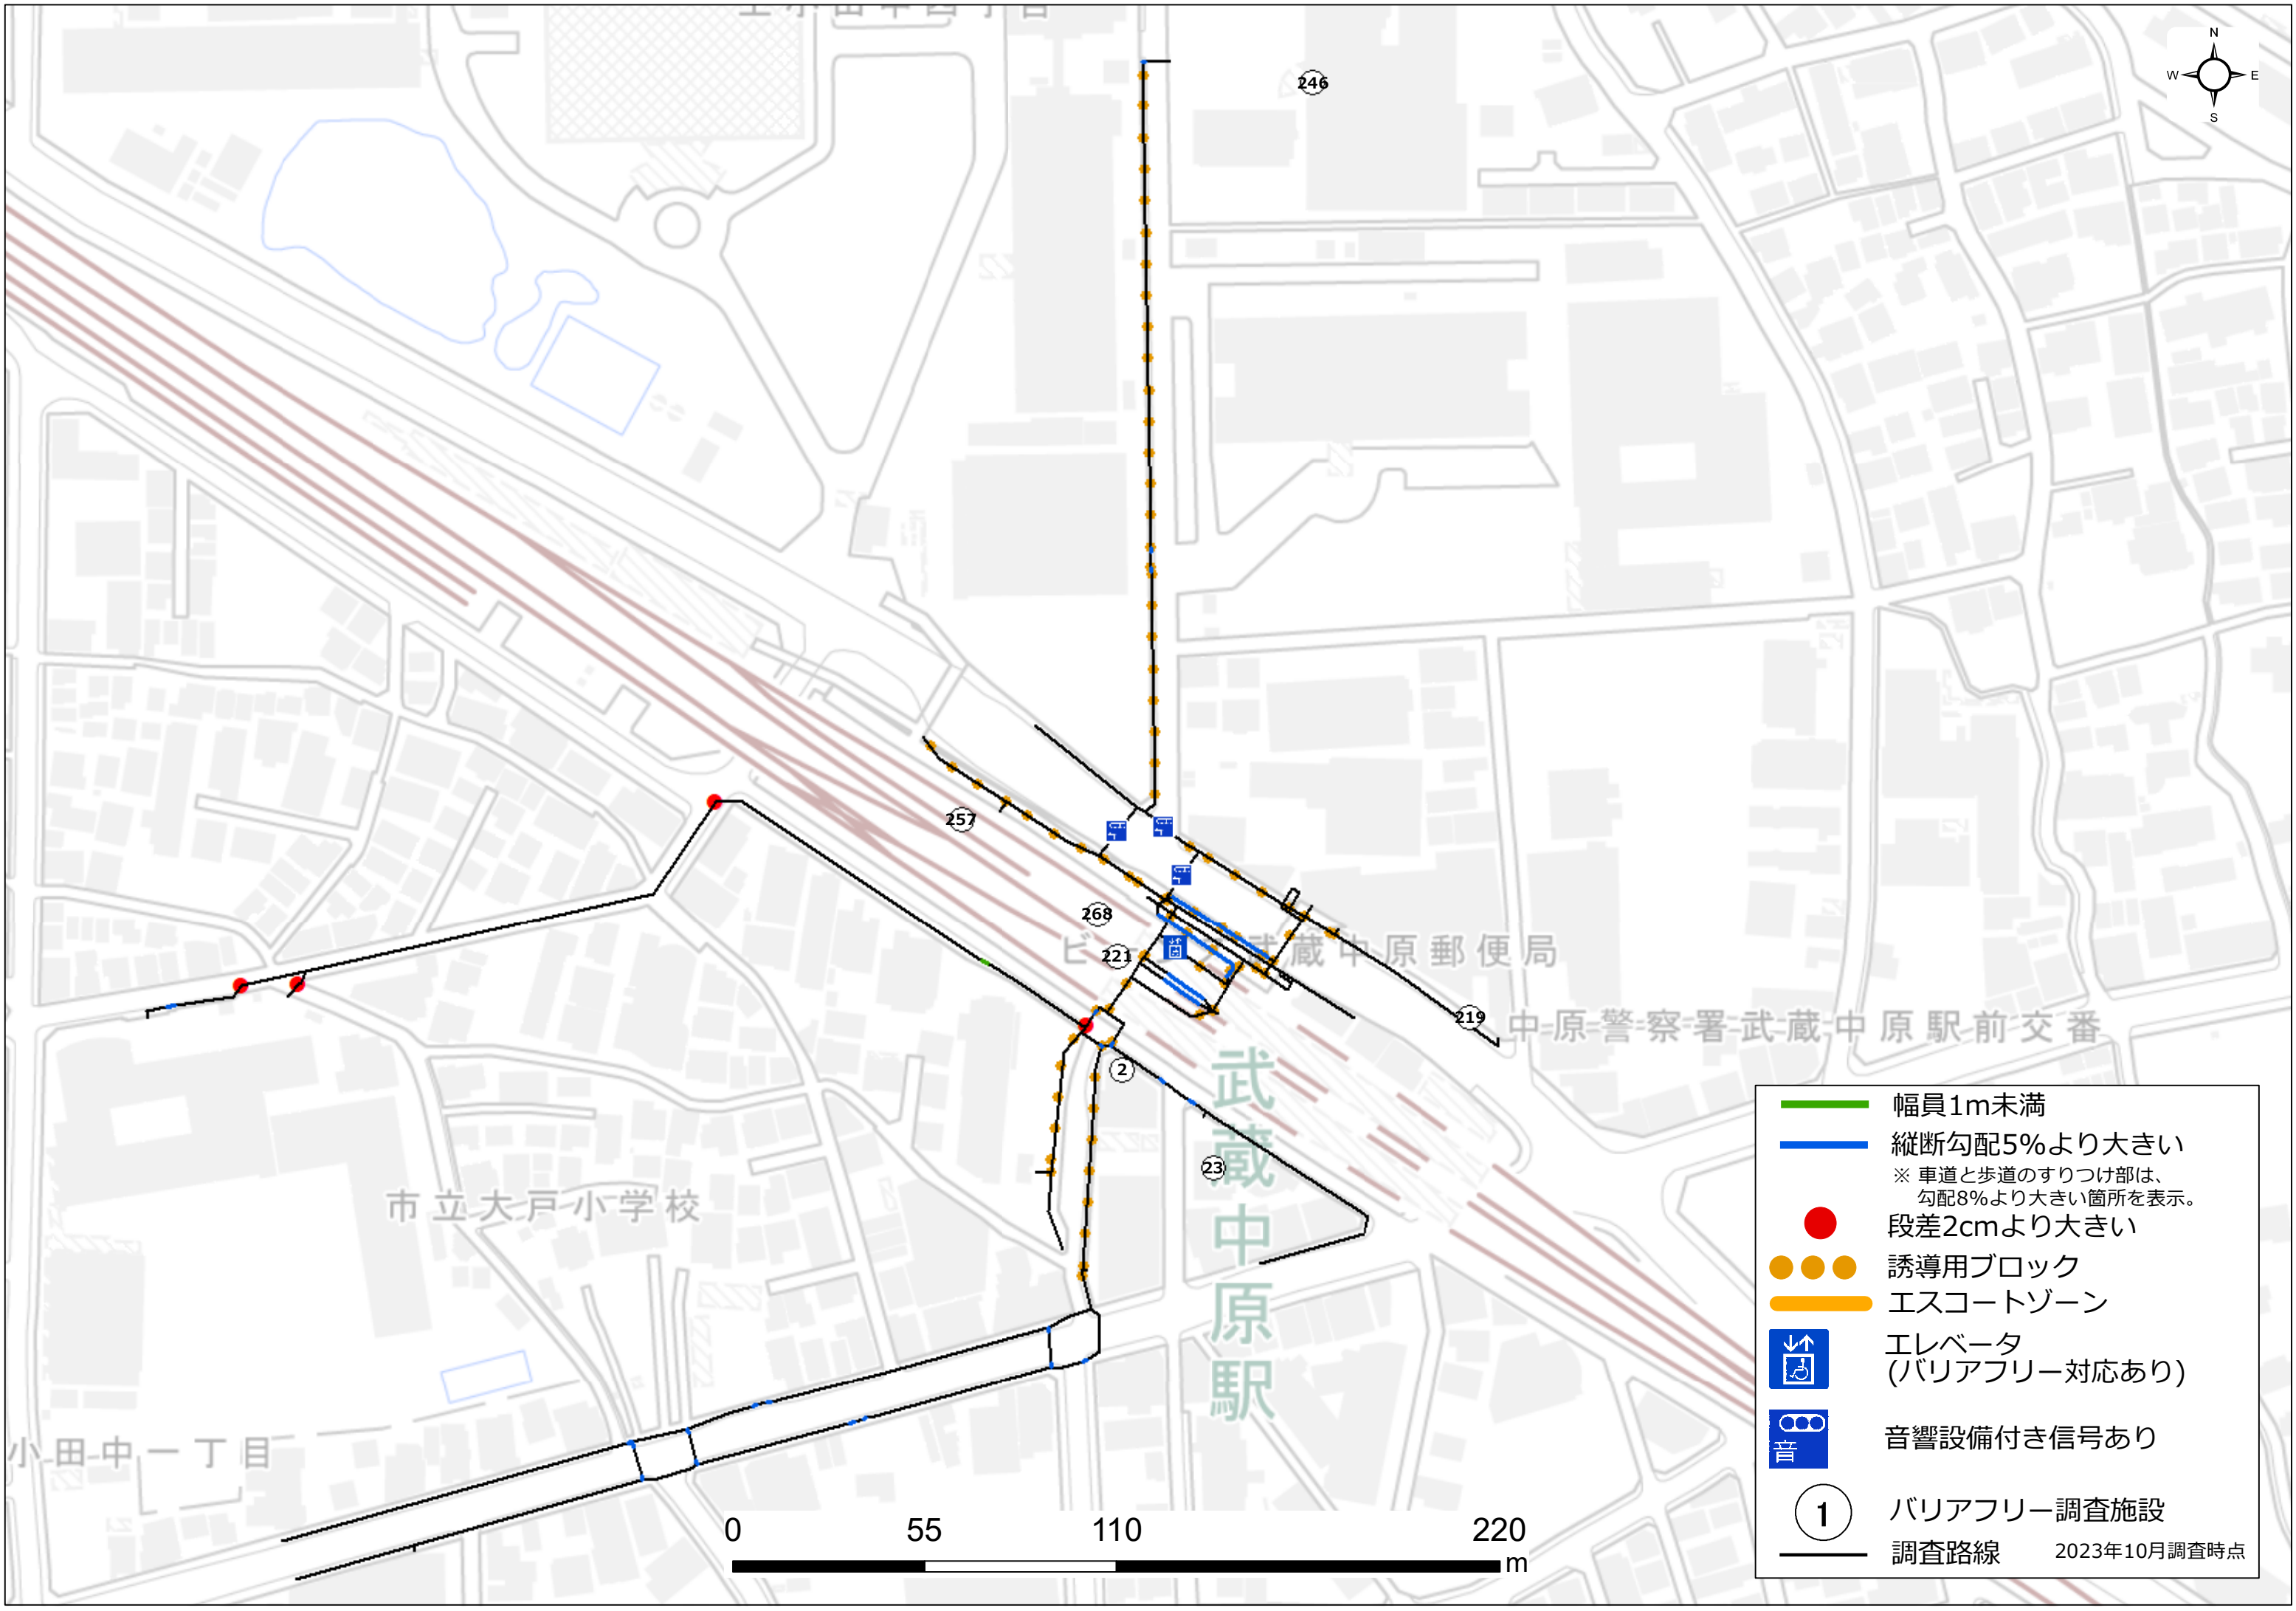 上小田中四丁目
N
W
E
S
246
257
268
221
ビ
武蔵中原郵便局
219
中原警察署武蔵中原駅前交番
2
武蔵中原駅
23
市立大戸小学校
小田中一丁目
0 55 110 220
m
幅員1m未満
縦断勾配5%より大きい
※ 車道と歩道のすりつけ部は、
勾配8%より大きい箇所を表示。
段差2cmより大きい
誘導用ブロック
エスコートゾーン
エレベータ
(バリアフリー対応あり)
音
音響設備付き信号あり
1
バリアフリー調査施設
調査路線 2023年10月調査時点